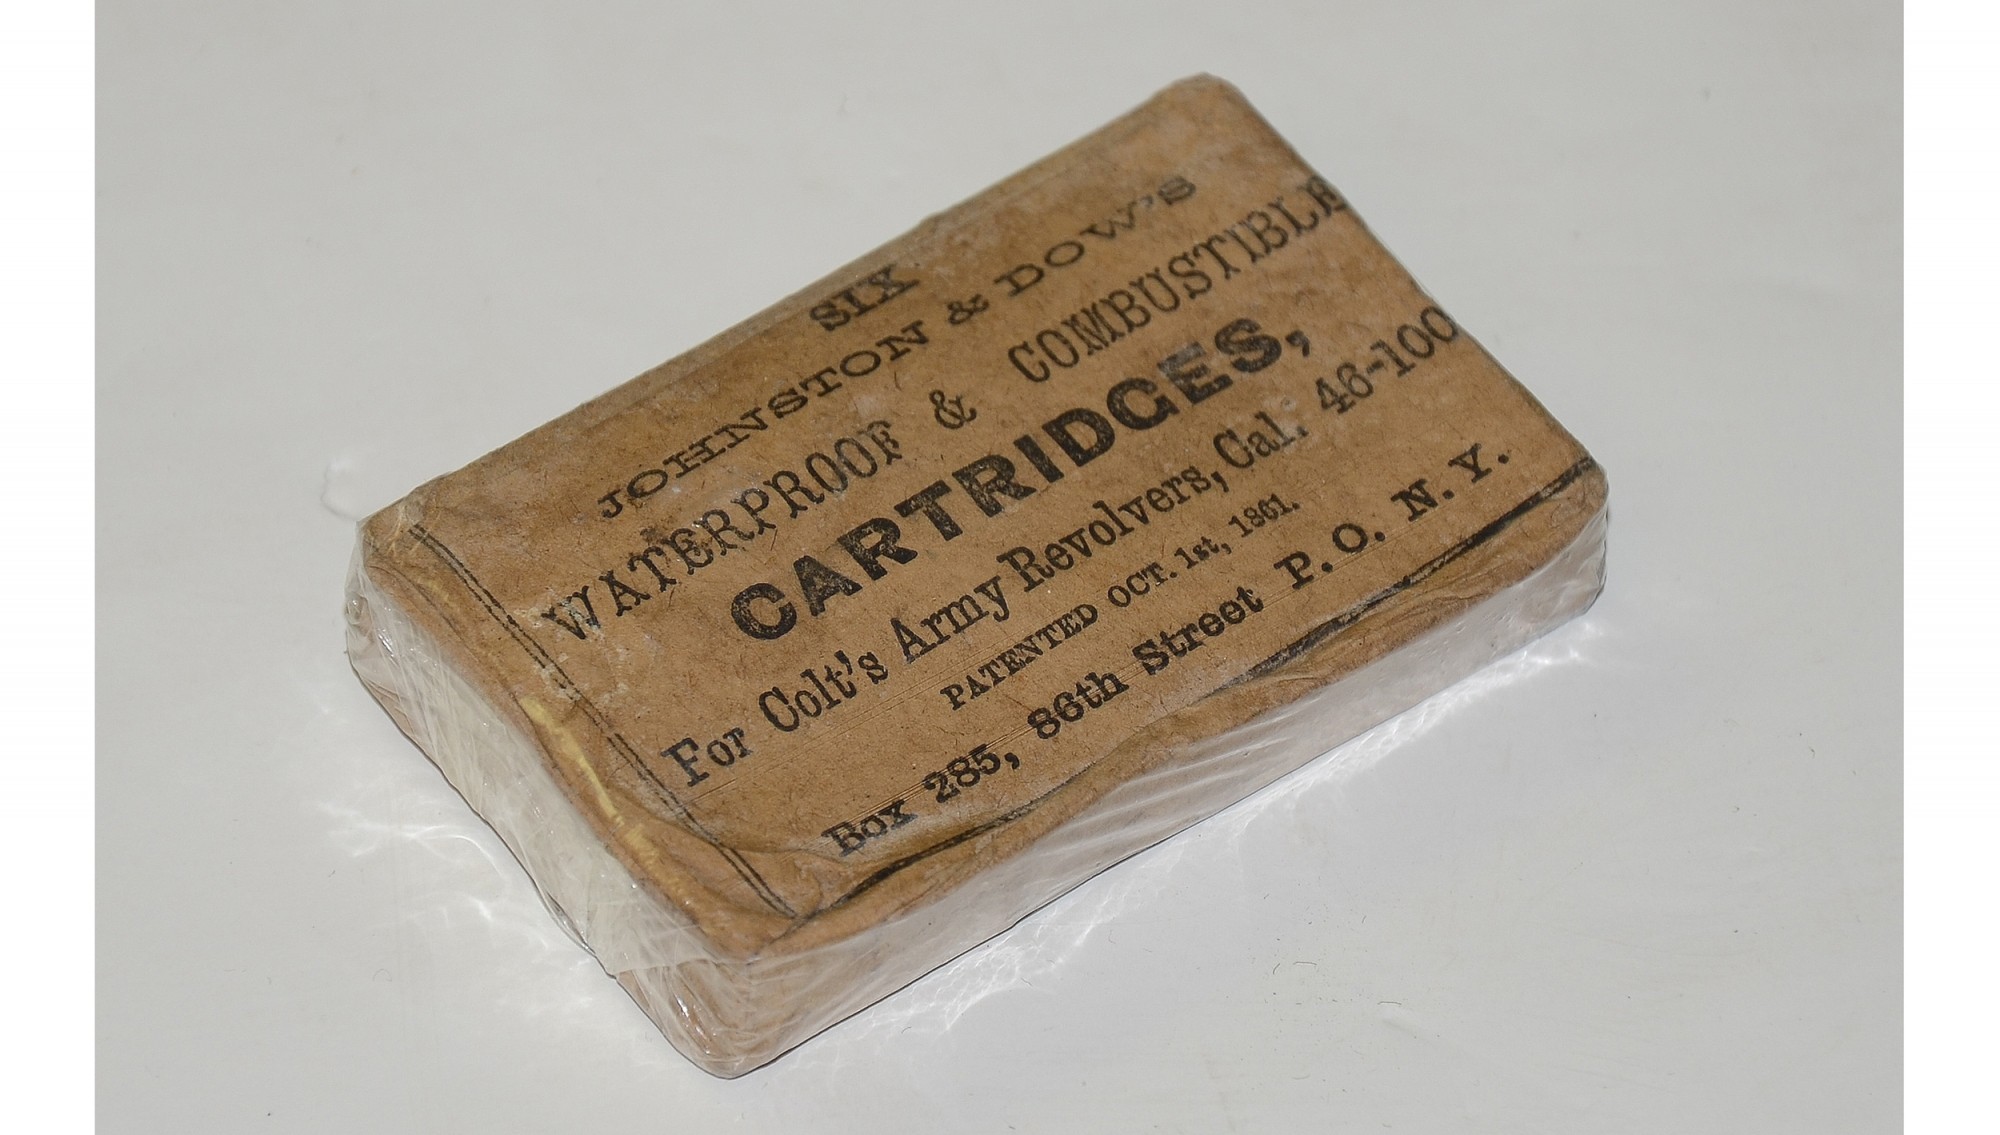 SIX
JOHNSTON & DOW'S
WATERPROOF & COMBUSTIBLE
CARTRIDGES,
For Colt's Army Revolvers, Cal. 46-100
PATENTED OCT. 1st, 1861.
Box 285, 86th Street P. O. N. Y.